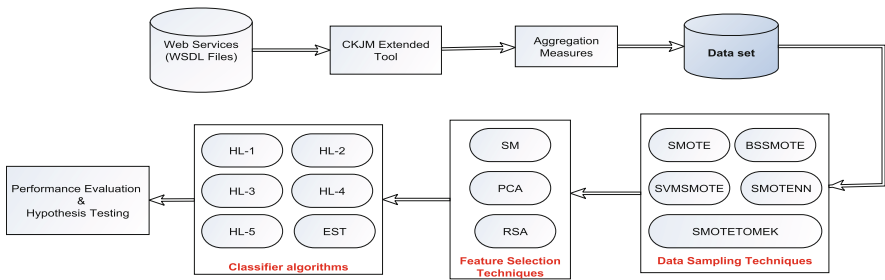 Web Services
(WSDL Files)
CKJM Extended
Tool
Aggregation
Measures
Data set
SMOTE
BSSMOTE
SVMSMOTE
SMOTENN
SMOTETOMEK
Data Sampling Techniques
SM
PCA
RSA
Feature Selection
Techniques
HL-1
HL-2
HL-3
HL-4
HL-5
EST
Classifier algorithms
Performance Evaluation
&
Hypothesis Testing